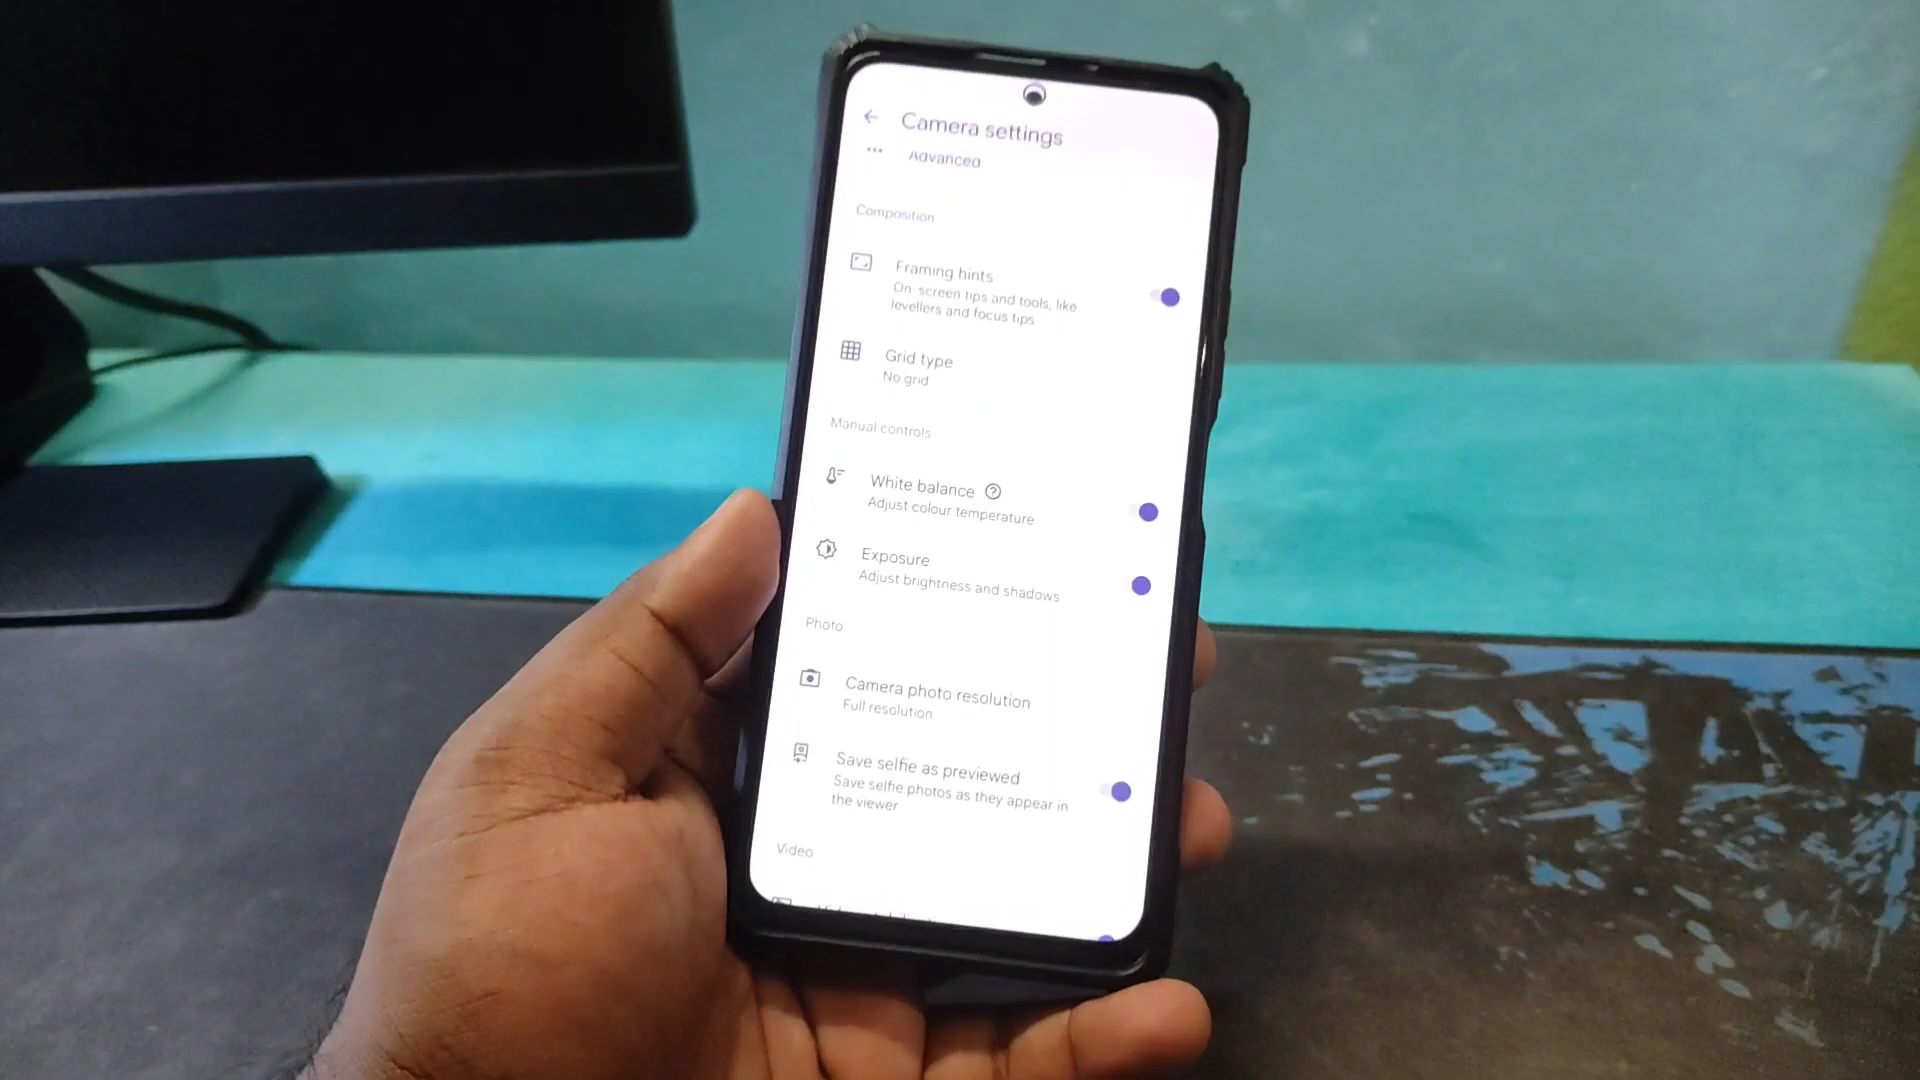 Camera settings
Advanced
Composition
Framing hints
On screen tips and tools, like
levellers and focus tips
Grid type
No grid
Manual controls
White balance
Adjust colour temperature
Exposure
Adjust brightness and shadows
Photo
Camera photo resolution
Full resolution
Save selfie as previewed
Save selfie photos as they appear in
the viewer
Video